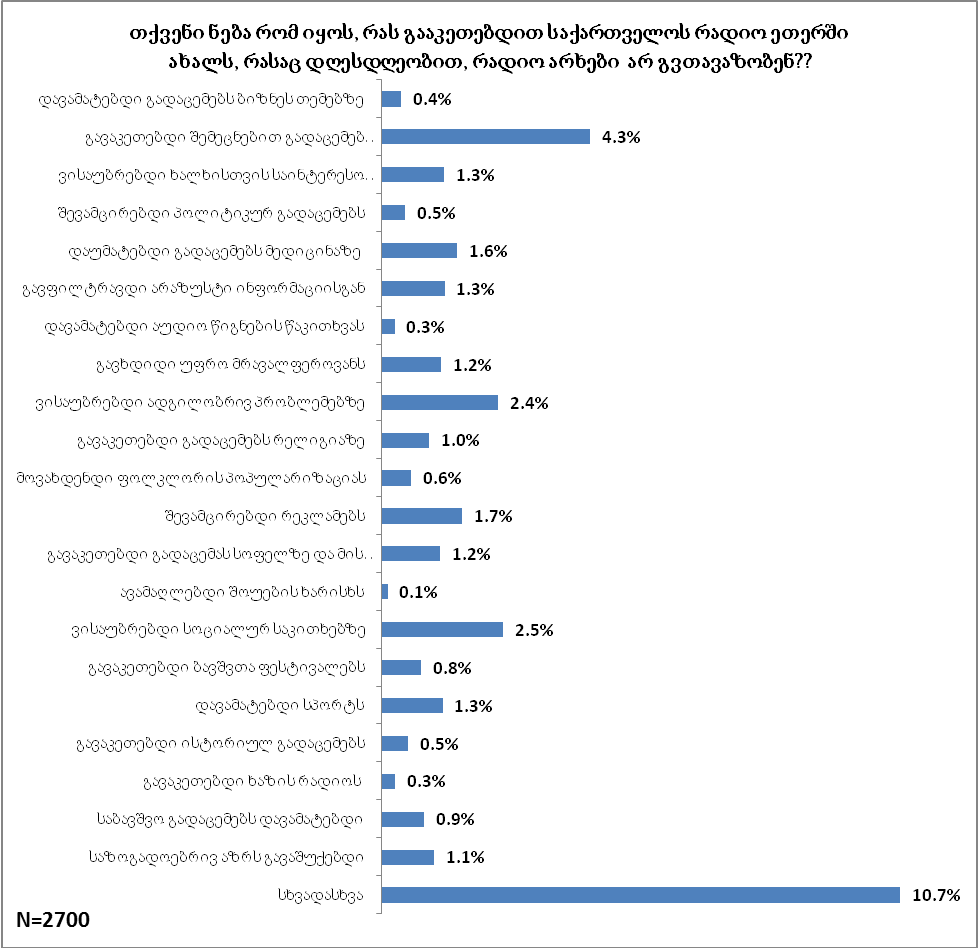 თქვენი ნება რომ იყოს, რას გააკეთებდით საქართველოს რადიო ეთერში
ახალს, რასაც დღესდღეობით, რადიო არხები არ გვთავაზობენ??
დავამატებდი გადაცემებს ბიზნეს თემებზე 0.4%
გავაკეთებდი შემეცნებით გადაცემებ.. 4.3%
ვისაუბრებდი ხალხისთვის საინტერესო.. 1.3%
შევამცირებდი პოლიტიკურ გადაცემებს 0.5%
დაუმატებდი გადაცემებს მედიცინაზე 1.6%
გავფილტრავდი არაზუსტი ინფორმაციისგან 1.3%
დავამატებდი აუდიო წიგნების წაკითხვას 0.3%
გავხდიდი უფრო მრავალფეროვანს 1.2%
ვისაუბრებდი ადგილობრივ პრობლემებზე 2.4%
გავაკეთებდი გადაცემებს რელიგიაზე 1.0%
მოვახდენდი ფოლკლორის პოპულარიზაციას 0.6%
შევამცირებდი რეკლამებს 1.7%
გავაკეთებდი გადაცემას სოფელზე და მის.. 1.2%
ავამაღლებდი შოუების ხარისხს 0.1%
ვისაუბრებდი სოციალურ საკითხებზე 2.5%
გავაკეთებდი ბავშვთა ფესტივალებს 0.8%
დავამატებდი სპორტს 1.3%
გავაკეთებდი ისტორიულ გადაცემებს 0.5%
გავაკეთებდი ხაზის რადიოს 0.3%
საბავშვო გადაცემებს დავამატებდი 0.9%
საზოგადოებრივ აზრს გავაშუქებდი 1.1%
სხვადასხვა 10.7%
N=2700